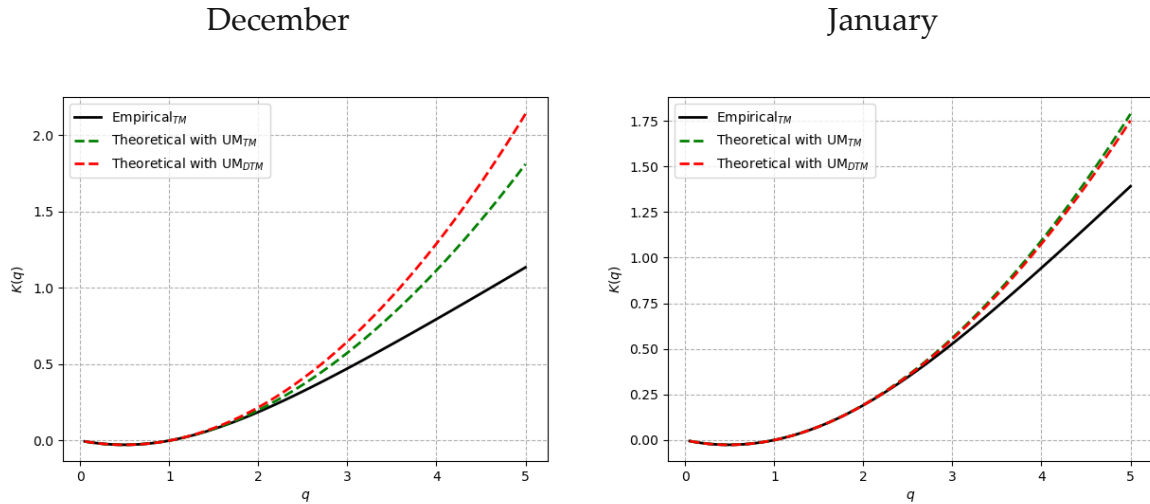 December
Empirical_TM
Theoretical with UM_TM
Theoretical with UM_DTM
2.0
1.5
1.0
0.5
0.0
K(q)
0 1 2 3 4 5
q
January
Empirical_TM
Theoretical with UM_TM
Theoretical with UM_DTM
1.75
1.50
1.25
1.00
0.75
0.50
0.25
0.00
K(q)
0 1 2 3 4 5
q